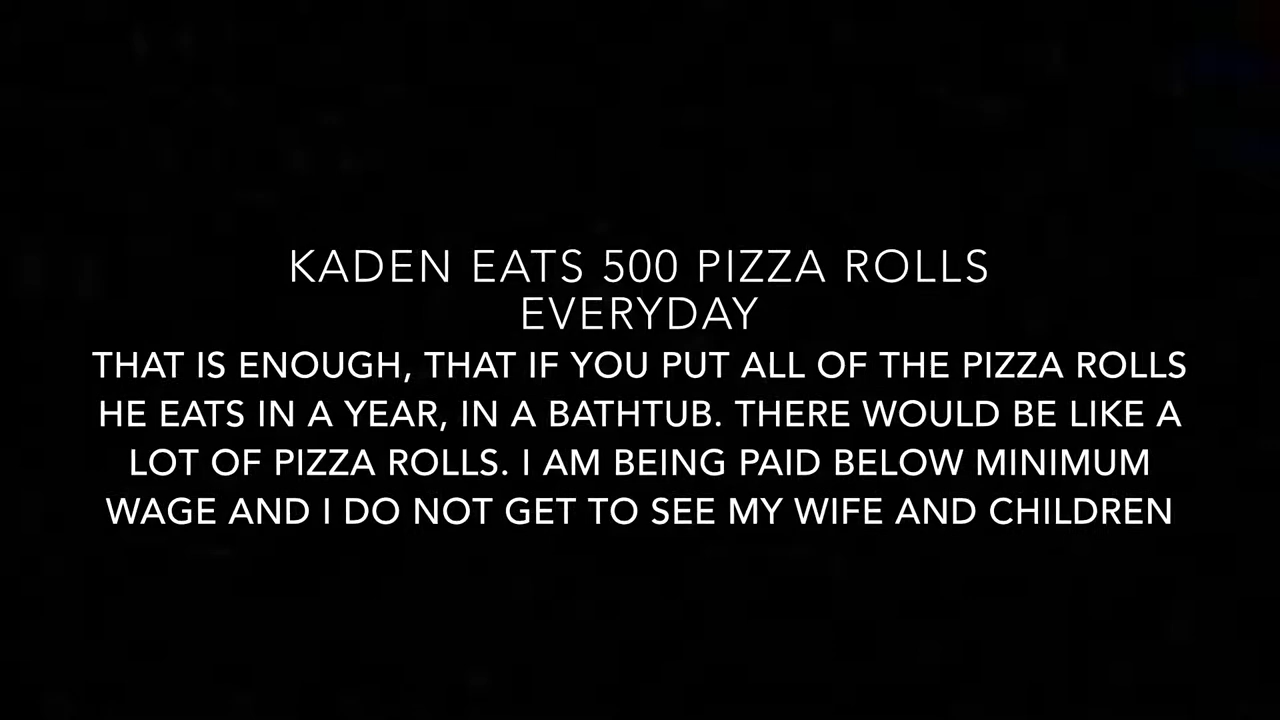 KADEN EATS 500 PIZZA ROLLS
EVERYDAY
THAT IS ENOUGH, THAT IF YOU PUT ALL OF THE PIZZA ROLLS
HE EATS IN A YEAR, IN A BATHTUB. THERE WOULD BE LIKE A
LOT OF PIZZA ROLLS. I AM BEING PAID BELOW MINIMUM
WAGE AND I DO NOT GET TO SEE MY WIFE AND CHILDREN